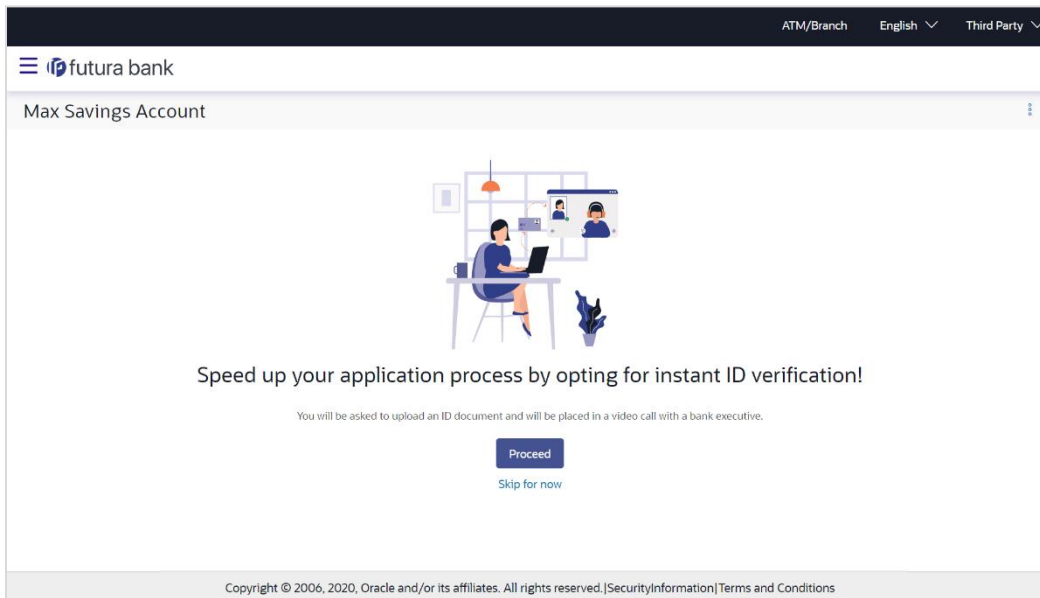 ATM/Branch English Third Party
futura bank
Max Savings Account
Speed up your application process by opting for instant ID verification!
You will be asked to upload an ID document and will be placed in a video call with a bank executive.
Proceed
Skip for now
Copyright © 2006, 2020, Oracle and/or its affiliates. All rights reserved.|SecurityInformation|Terms and Conditions